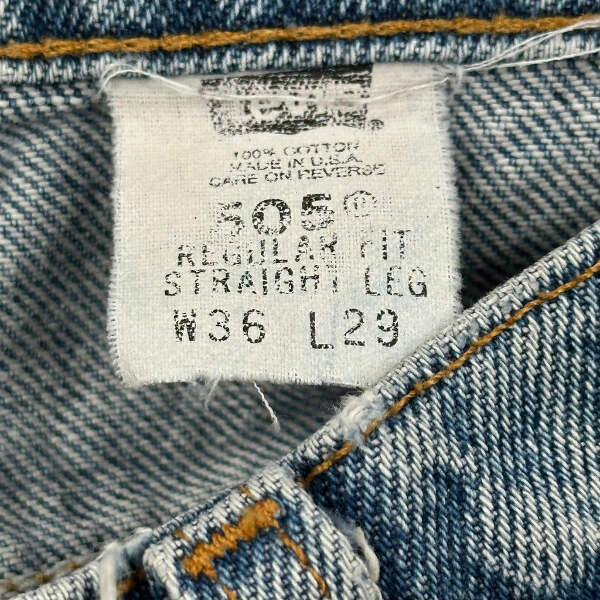 ®
100% COTTON
MADE IN U.S.A.
CARE ON REVERSE
505®
REGULAR FIT
STRAIGHT LEG
W36 L29